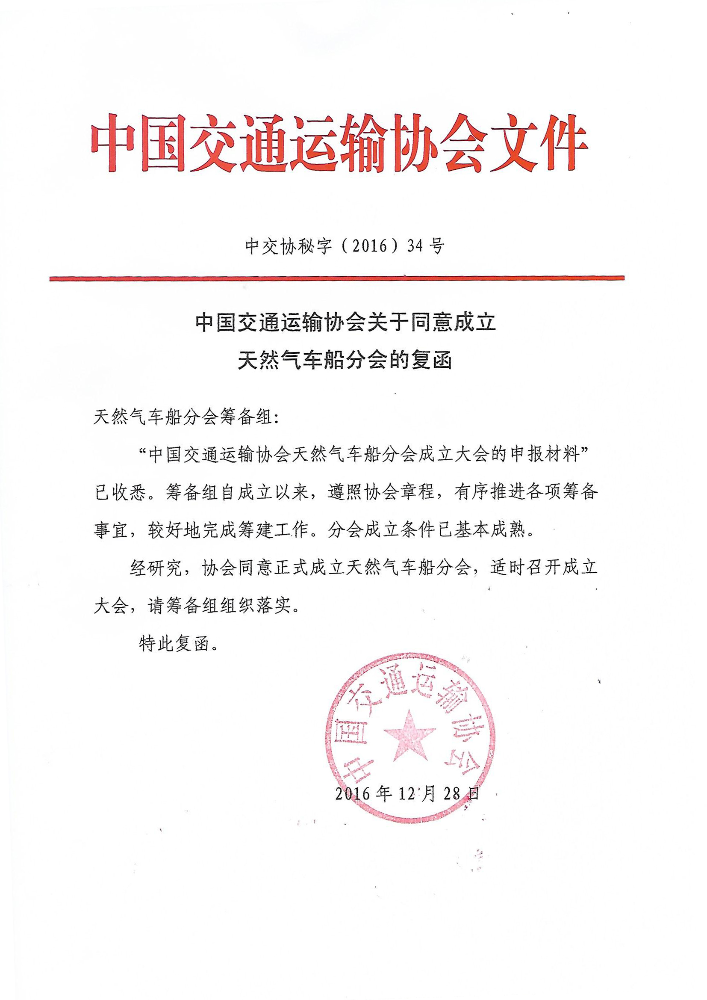 中国交通运输协会文件
中交协秘字（2016）34 号
中国交通运输协会关于同意成立
天然气车船分会的复函
天然气车船分会筹备组：
“中国交通运输协会天然气车船分会成立大会的申报材料”
已收悉。筹备组自成立以来，遵照协会章程，有序推进各项筹备
事宜，较好地完成筹建工作。分会成立条件已基本成熟。
经研究，协会同意正式成立天然气车船分会，适时召开成立
大会，请筹备组组织落实。
特此复函。
中国交通运输协会
2016 年 12 月 28 日